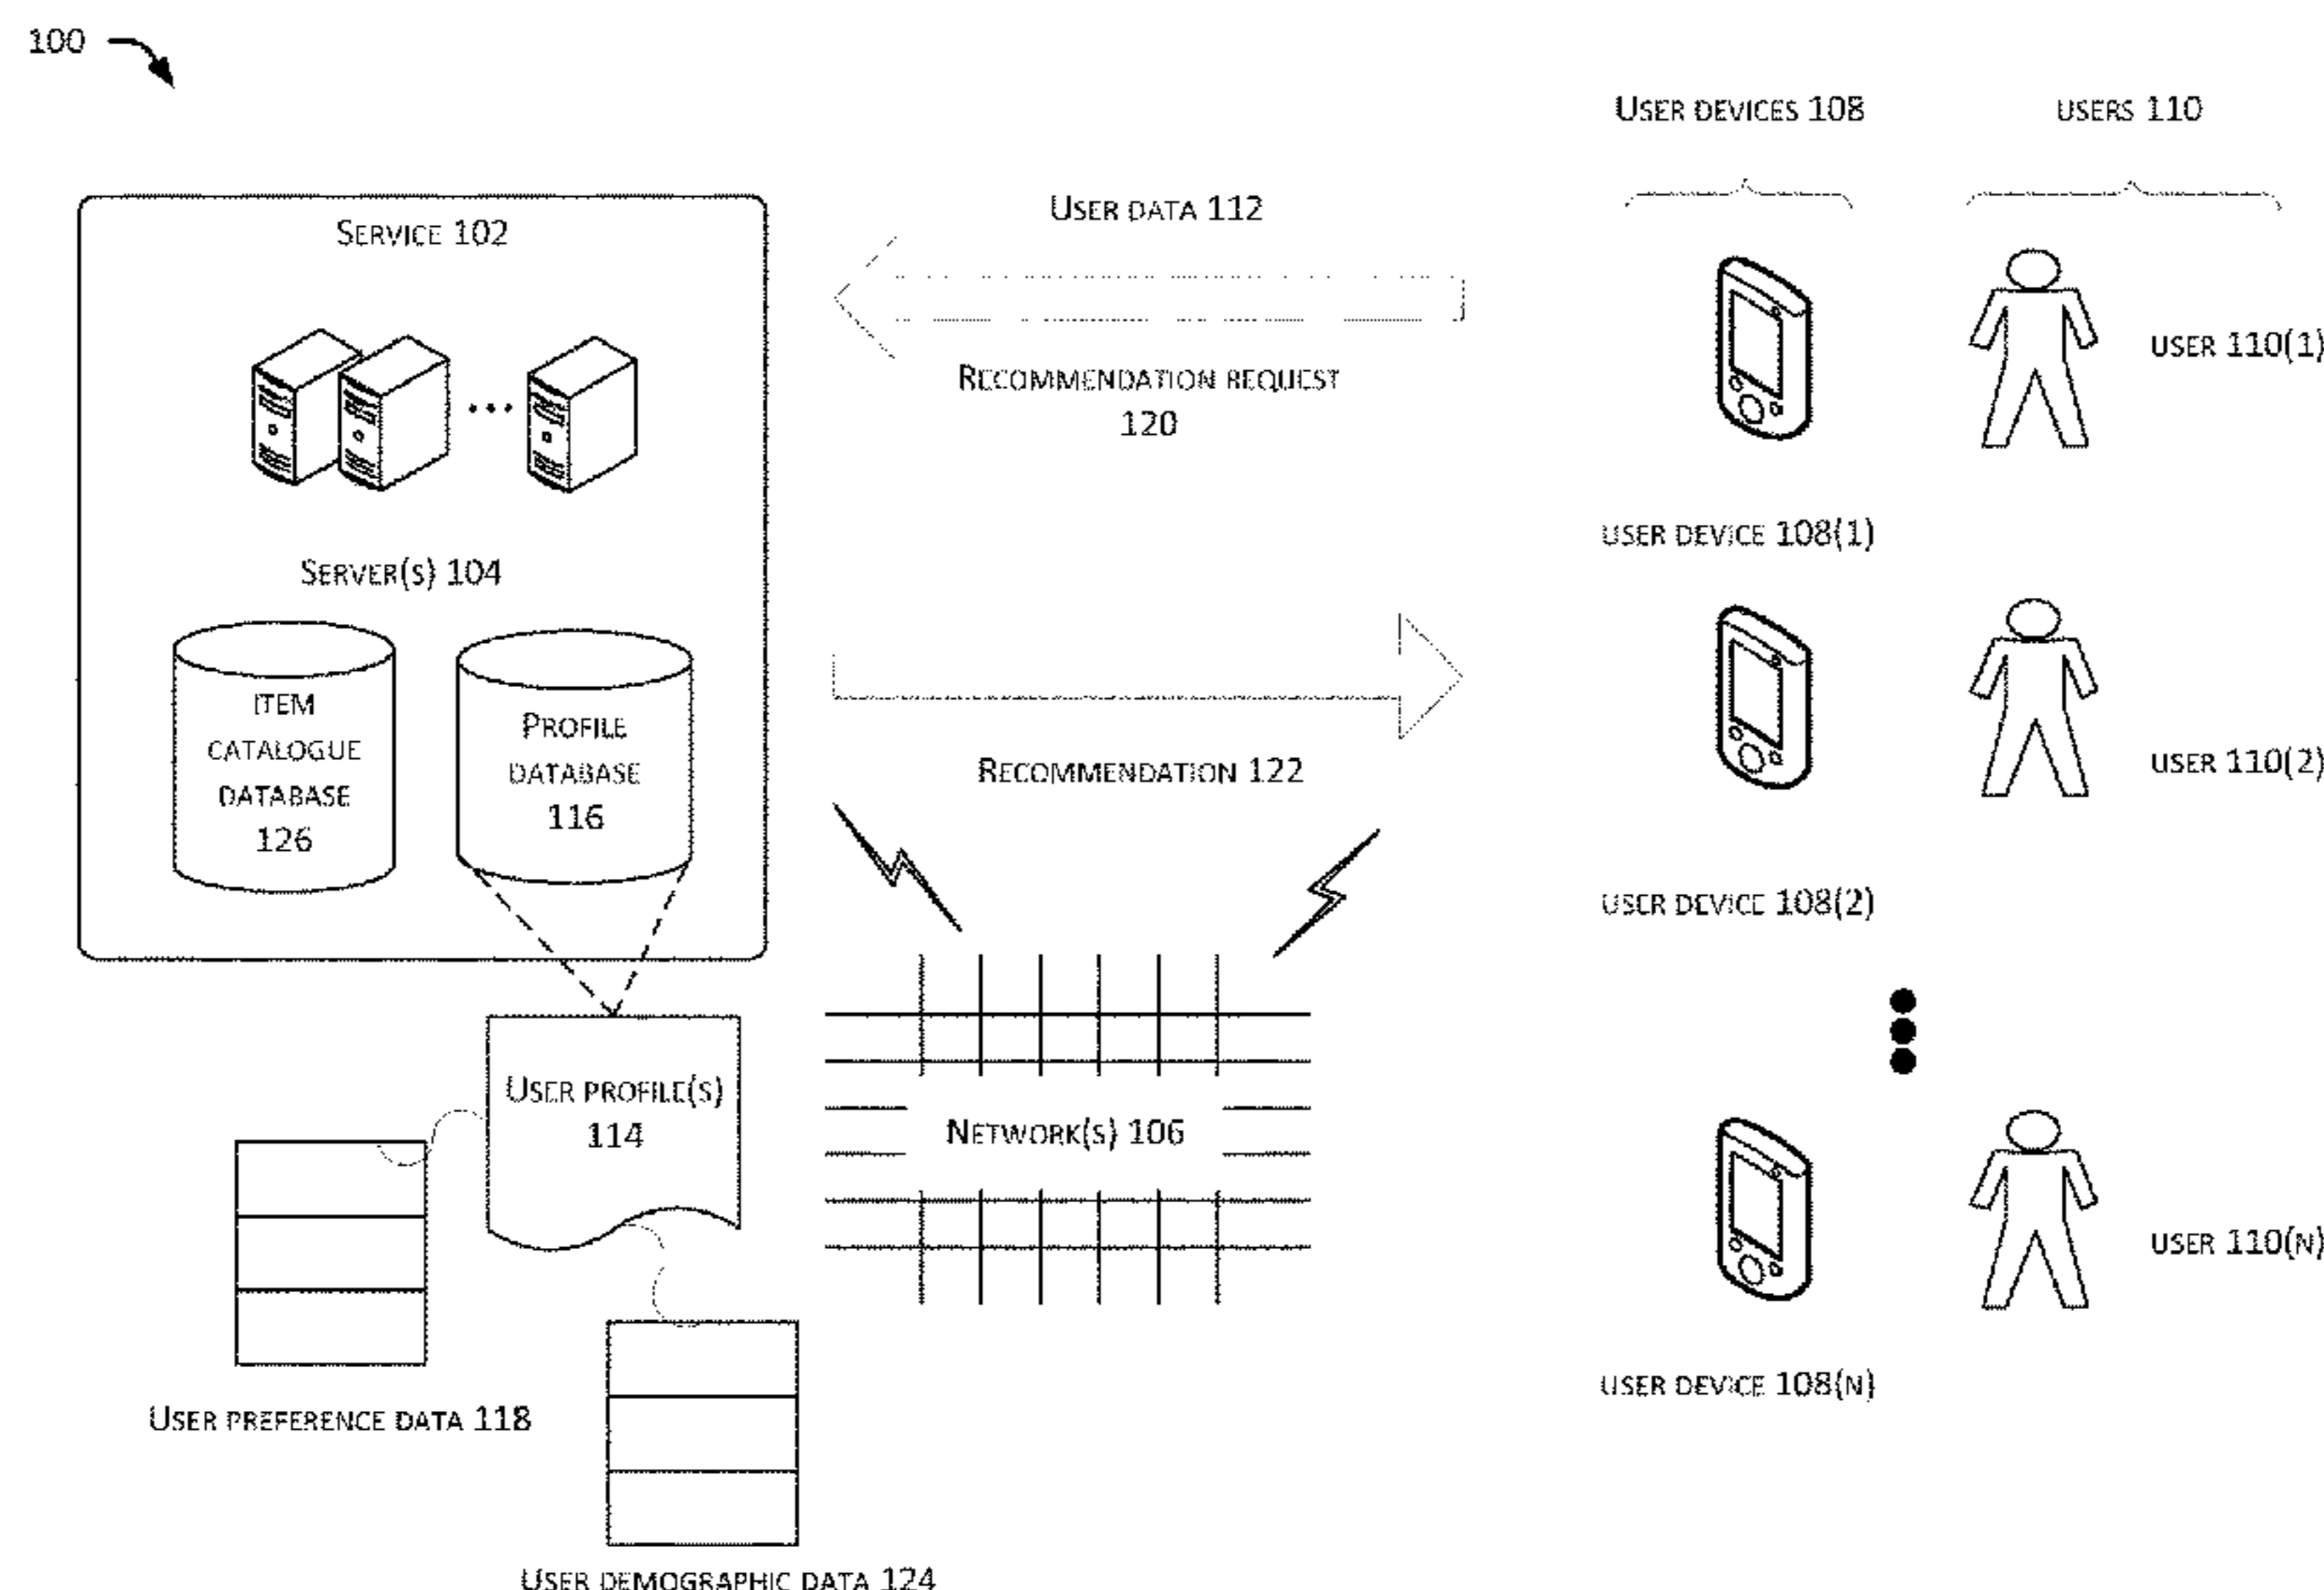 100
USER DEVICES 108
USERS 110
SERVICE 102
USER DATA 112
RECOMMENDATION REQUEST
120
USER 110(1)
USER DEVICE 108(1)
SERVER(S) 104
ITEM
CATALOGUE
DATABASE
126
PROFILE
DATABASE
116
RECOMMENDATION 122
USER 110(2)
USER DEVICE 108(2)
USER PROFILE(S)
114
NETWORK(S) 106
USER 110(N)
USER DEVICE 108(N)
USER PREFERENCE DATA 118
USER DEMOGRAPHIC DATA 124